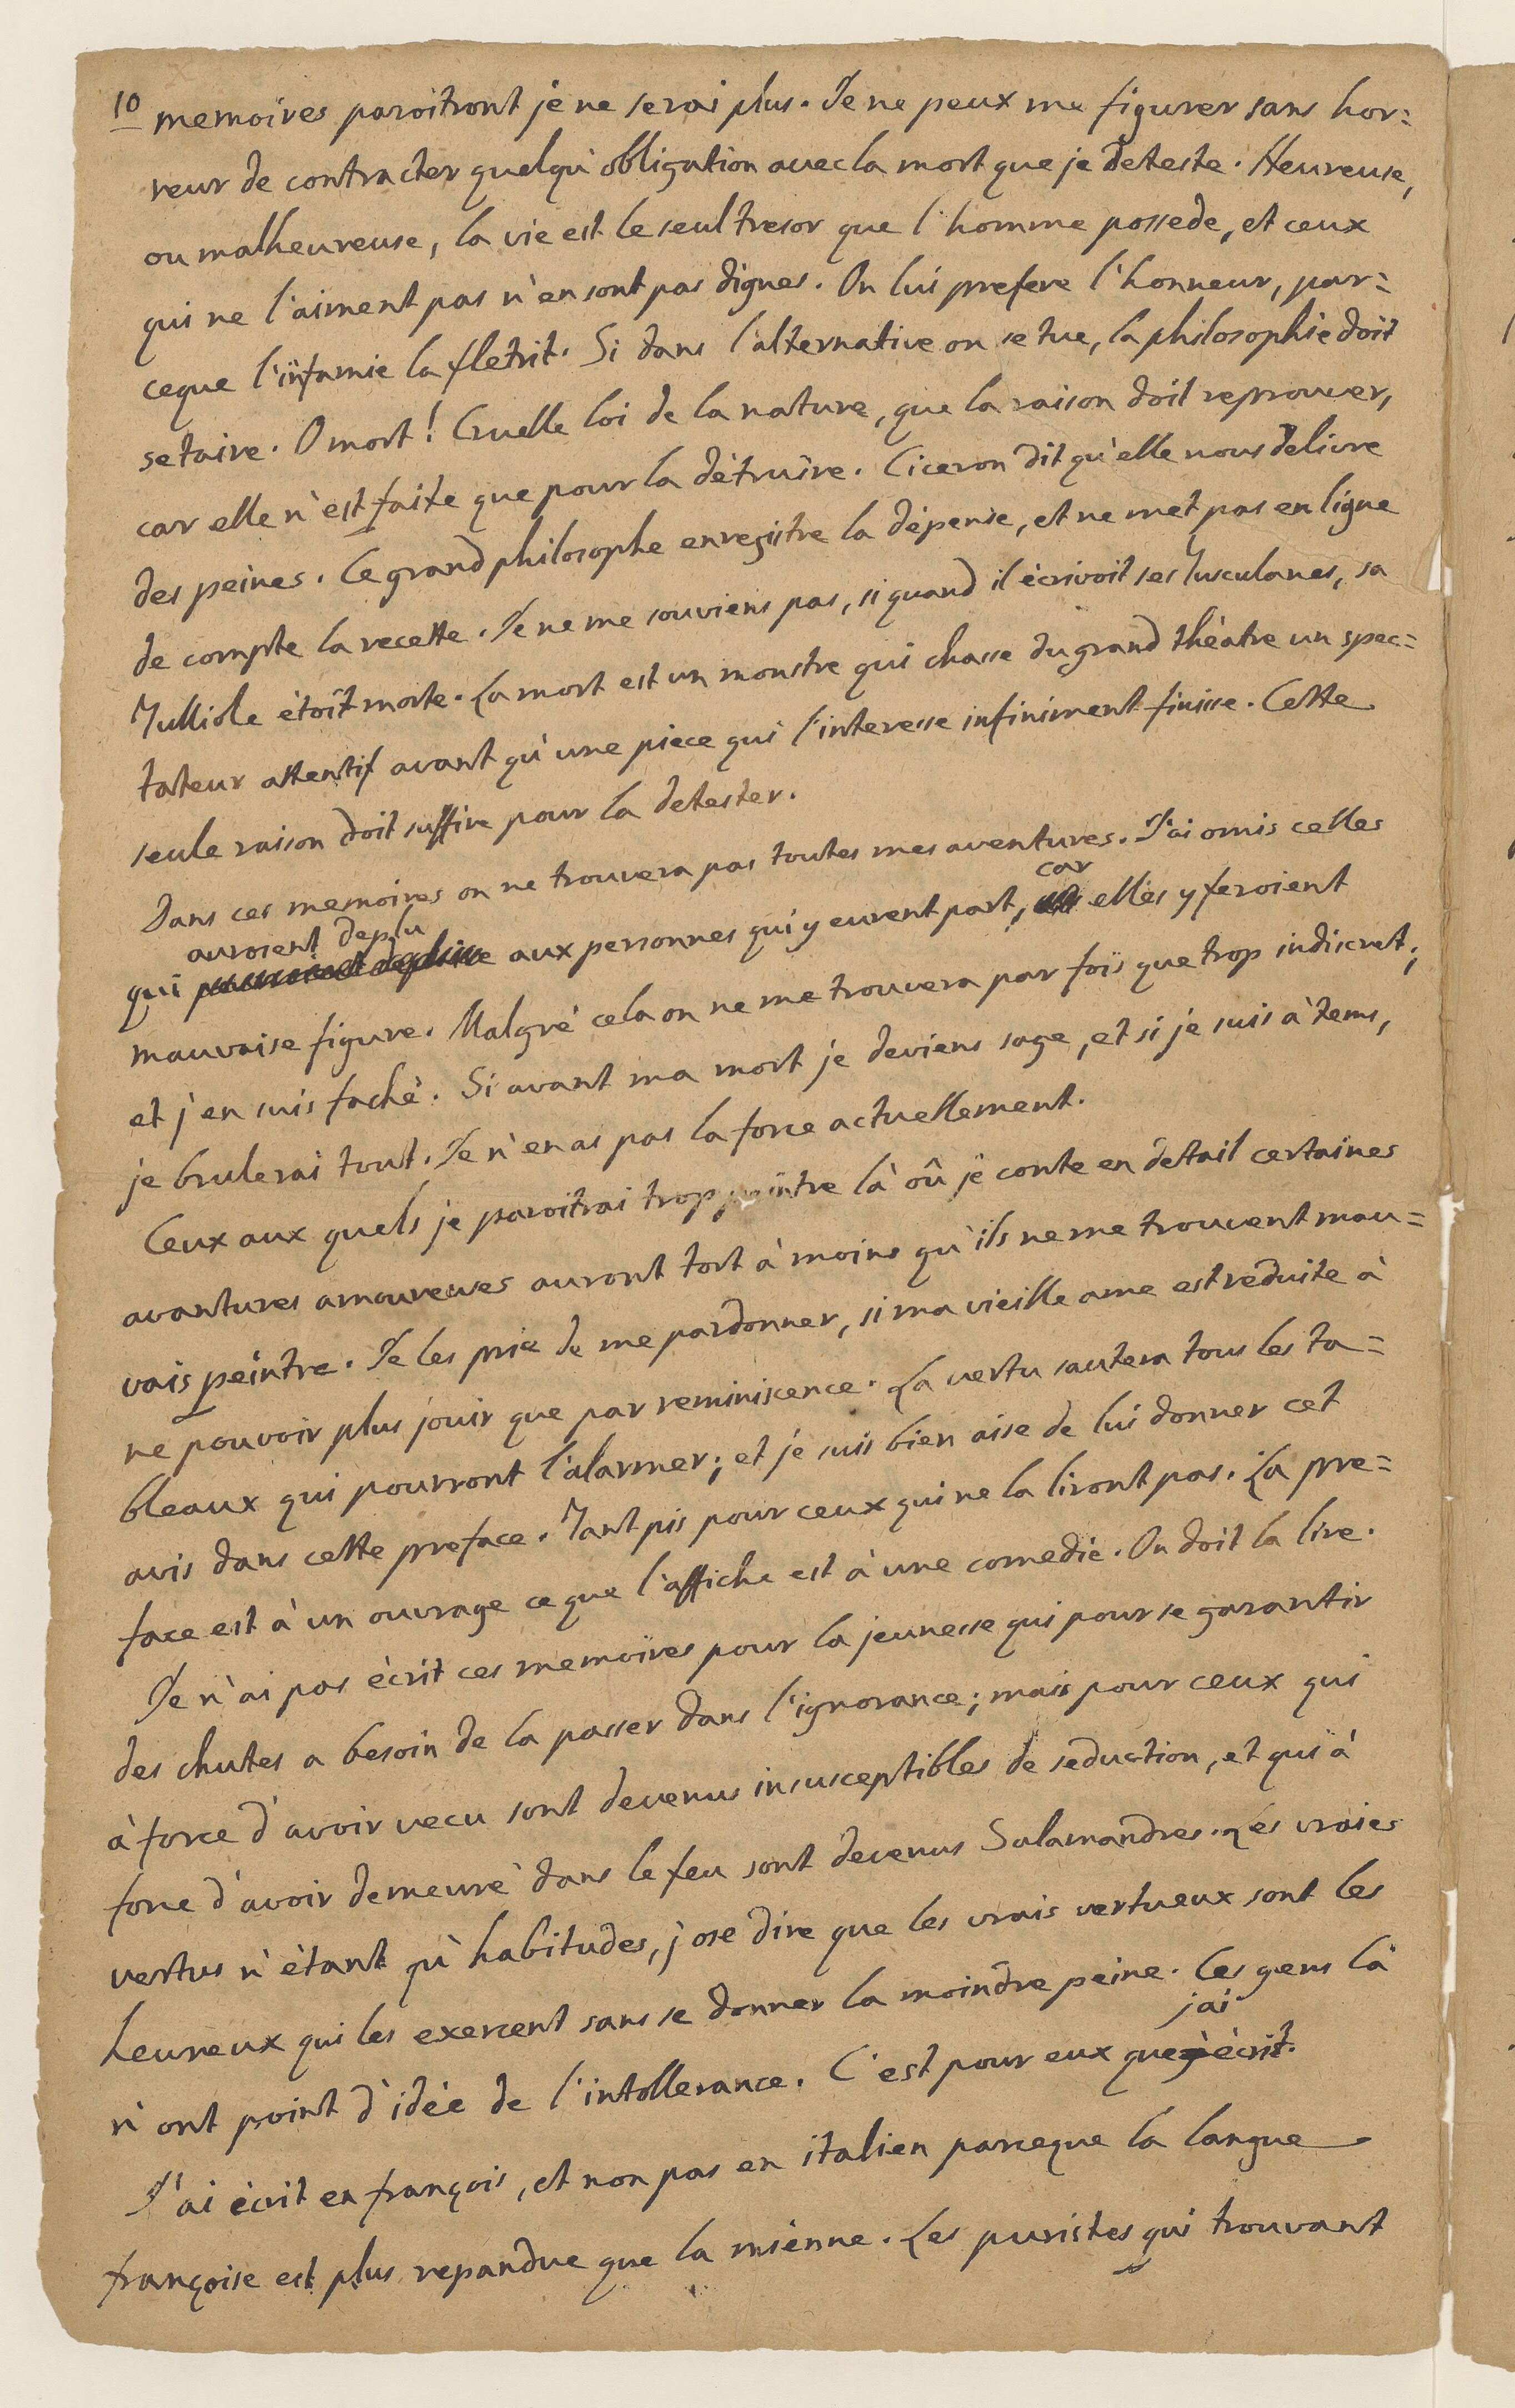 10 memoires paroitront je ne serai plus. Je ne peux me figurer sans hor=
reur de contracter quelqu'obligation avec la mort que je deteste. Heureuse,
ou malheureuse, la vie est le seul tresor que l'homme possede, et ceux
qui ne l'aiment pas n'en sont pas dignes. On lui prefere l'honneur, par=
ceque l'infamie la fletrit. Si dans l'alternative on se tue, la philosophie doit
se taire. O mort! Cruelle loi de la nature, que la raison doit reprouver,
car elle n'est faite que pour la détruire. Ciceron dit qu'elle nous delivre
des peines. Ce grand philosophe enregistre la dépense, et ne met pas en ligne
de compte la recette. Je ne me souviens pas, si quand il écrivoit ses Tusculanes, sa
Tulliole étoit morte. La mort est un monstre qui chasse du grand théatre un spec=
tateur attentif avant qu'une piece qui l'interesse infiniment finisse. Cette
seule raison doit suffire pour la detester.
Dans ces memoires on ne trouvera pas toutes mes aventures. J'ai omis celles
qui auroient deplu aux personnes qui y eurent part, car elles y feroient
mauvaise figure. Malgré cela on ne me trouvera par fois que trop indiscret;
et j'en suis faché. Si avant ma mort je deviens sage, et si je suis à tems,
je brulerai tout. Je n'en ai pas la force actuellement.
Ceux aux quels je paroitrai trop peintre là où je conte en detail certaines
avantures amoureuses auront tort à moins qu'ils ne me trouvent mau=
vais peintre. Je les prie de me pardonner, si ma vieille ame est réduite à
ne pouvoir plus jouir que par reminiscence. La vertu sautera tous les ta=
bleaux qui pourront l'alarmer; et je suis bien aise de lui donner cet
avis dans cette preface. Tant pis pour ceux qui ne la liront pas. La pre=
face est à un ouvrage ce que l'affiche est à une comedie. On doit la lire.
Je n'ai pas écrit ces memoires pour la jeunesse qui pour se garantir
des chutes a besoin de la passer dans l'ignorance; mais pour ceux qui
à force d'avoir vecu sont devenus insusceptibles de seduction, et qui à
force d'avoir demeuré dans le feu sont devenus Salamandres. Les vraies
vertus n'étant qu'habitudes, j'ose dire que les vrais vertueux sont les
heureux qui les exercent sans se donner la moindre peine. Ces gens là
n'ont point d'idée de l'intollerance. C'est pour eux que j'ai écrit.
J'ai écrit en françois, et non pas en italien parceque la langue
françoise est plus repandue que la mienne. Les puristes qui trouvant